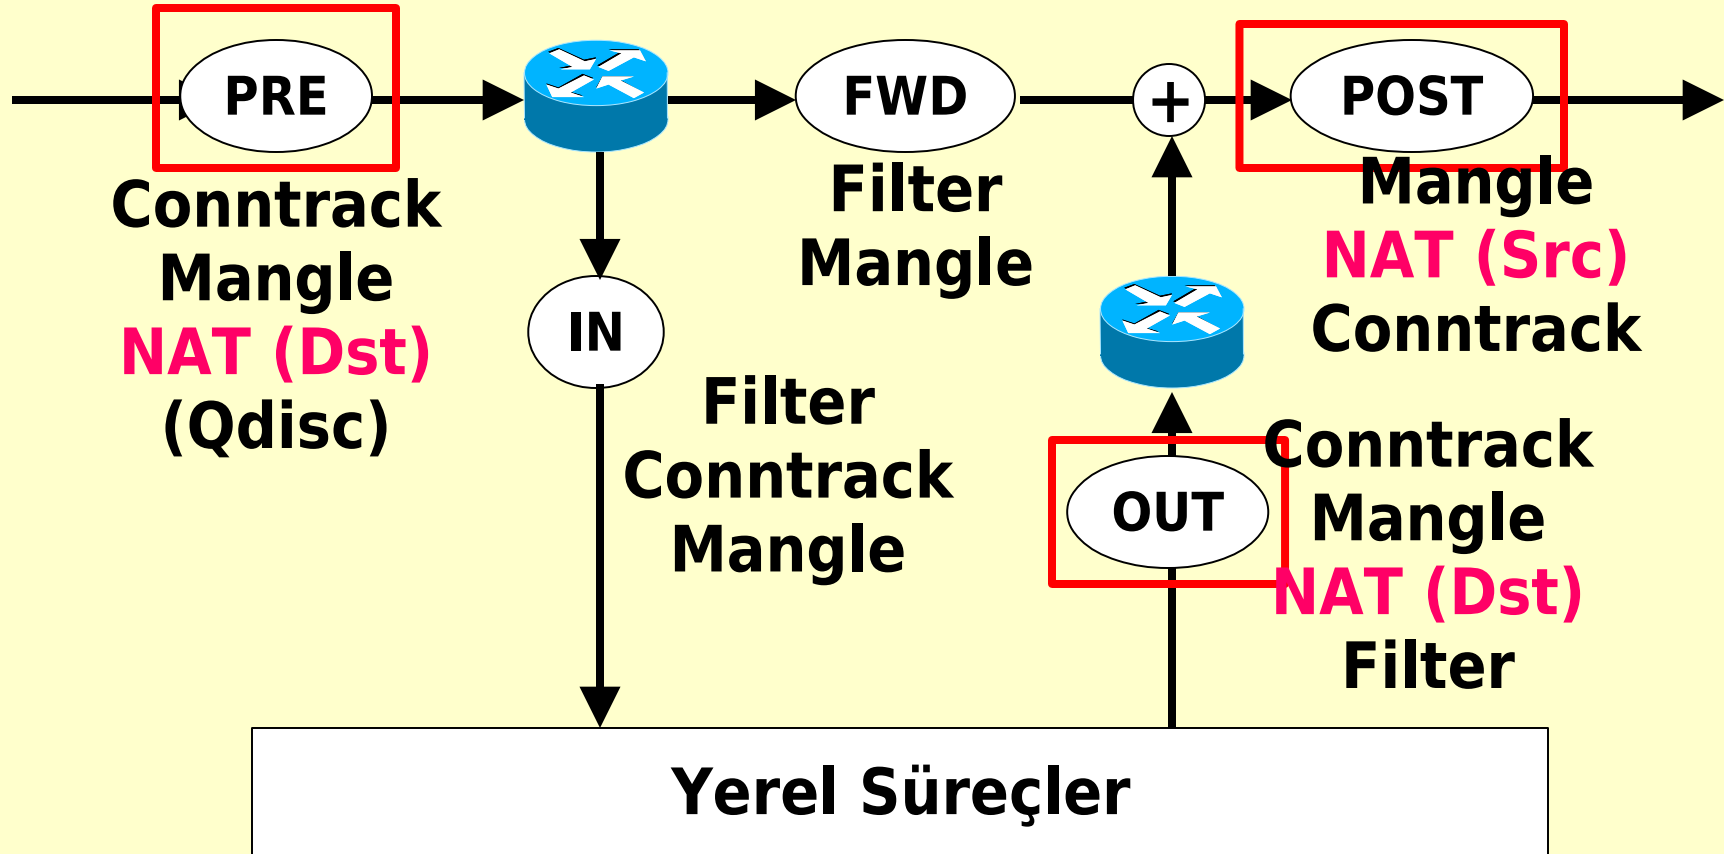 PRE
FWD
+
POST
Conntrack
Mangle
NAT (Dst)
(Qdisc)
Filter
Mangle
Mangle
NAT (Src)
Conntrack
IN
Filter
Conntrack
Mangle
OUT
Conntrack
Mangle
NAT (Dst)
Filter
Yerel Süreçler